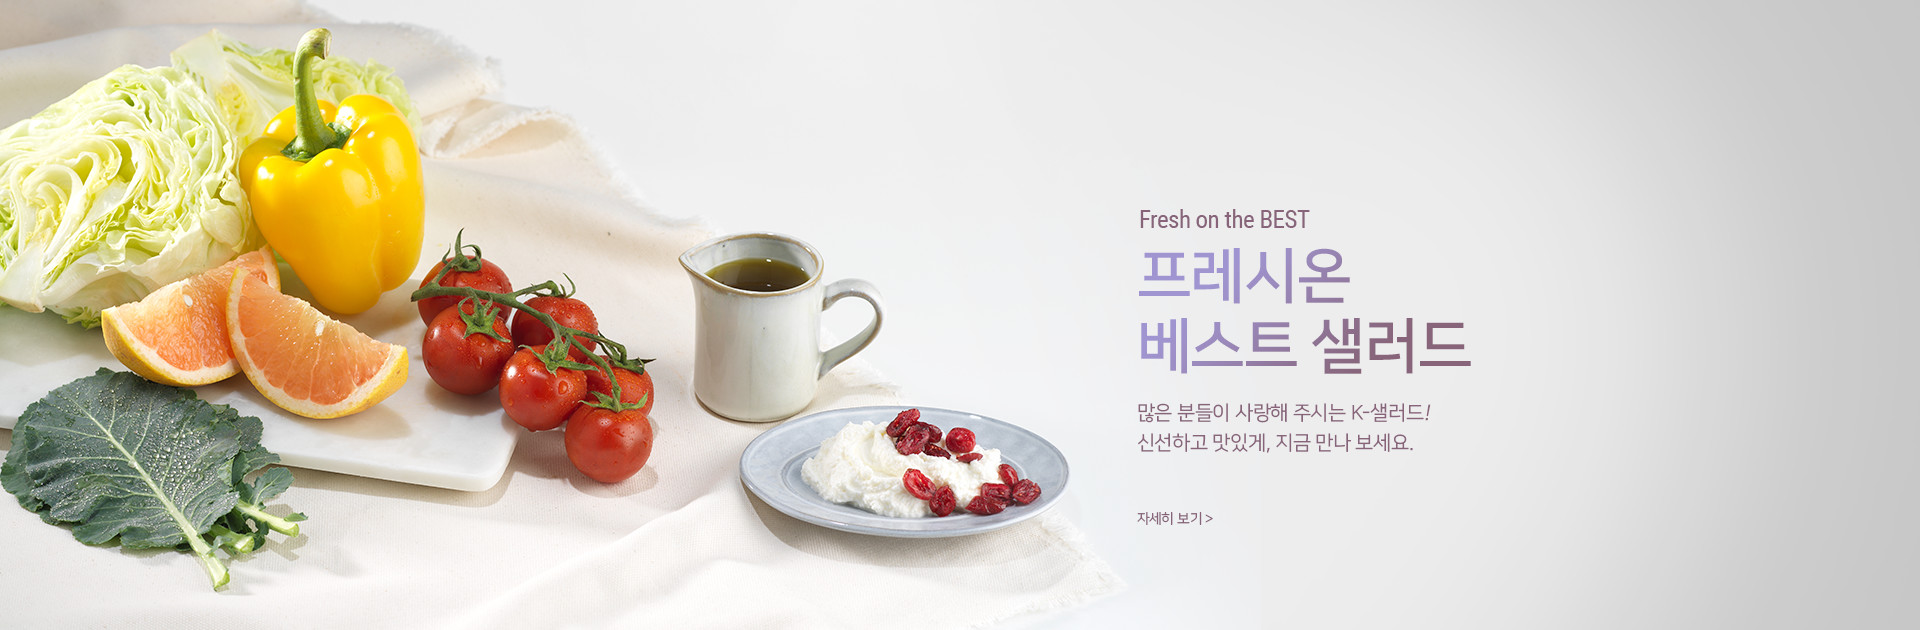 Fresh on the BEST
프레시온
베스트 샐러드
많은 분들이 사랑해 주시는 K-샐러드!
신선하고 맛있게, 지금 만나 보세요.
자세히 보기 >